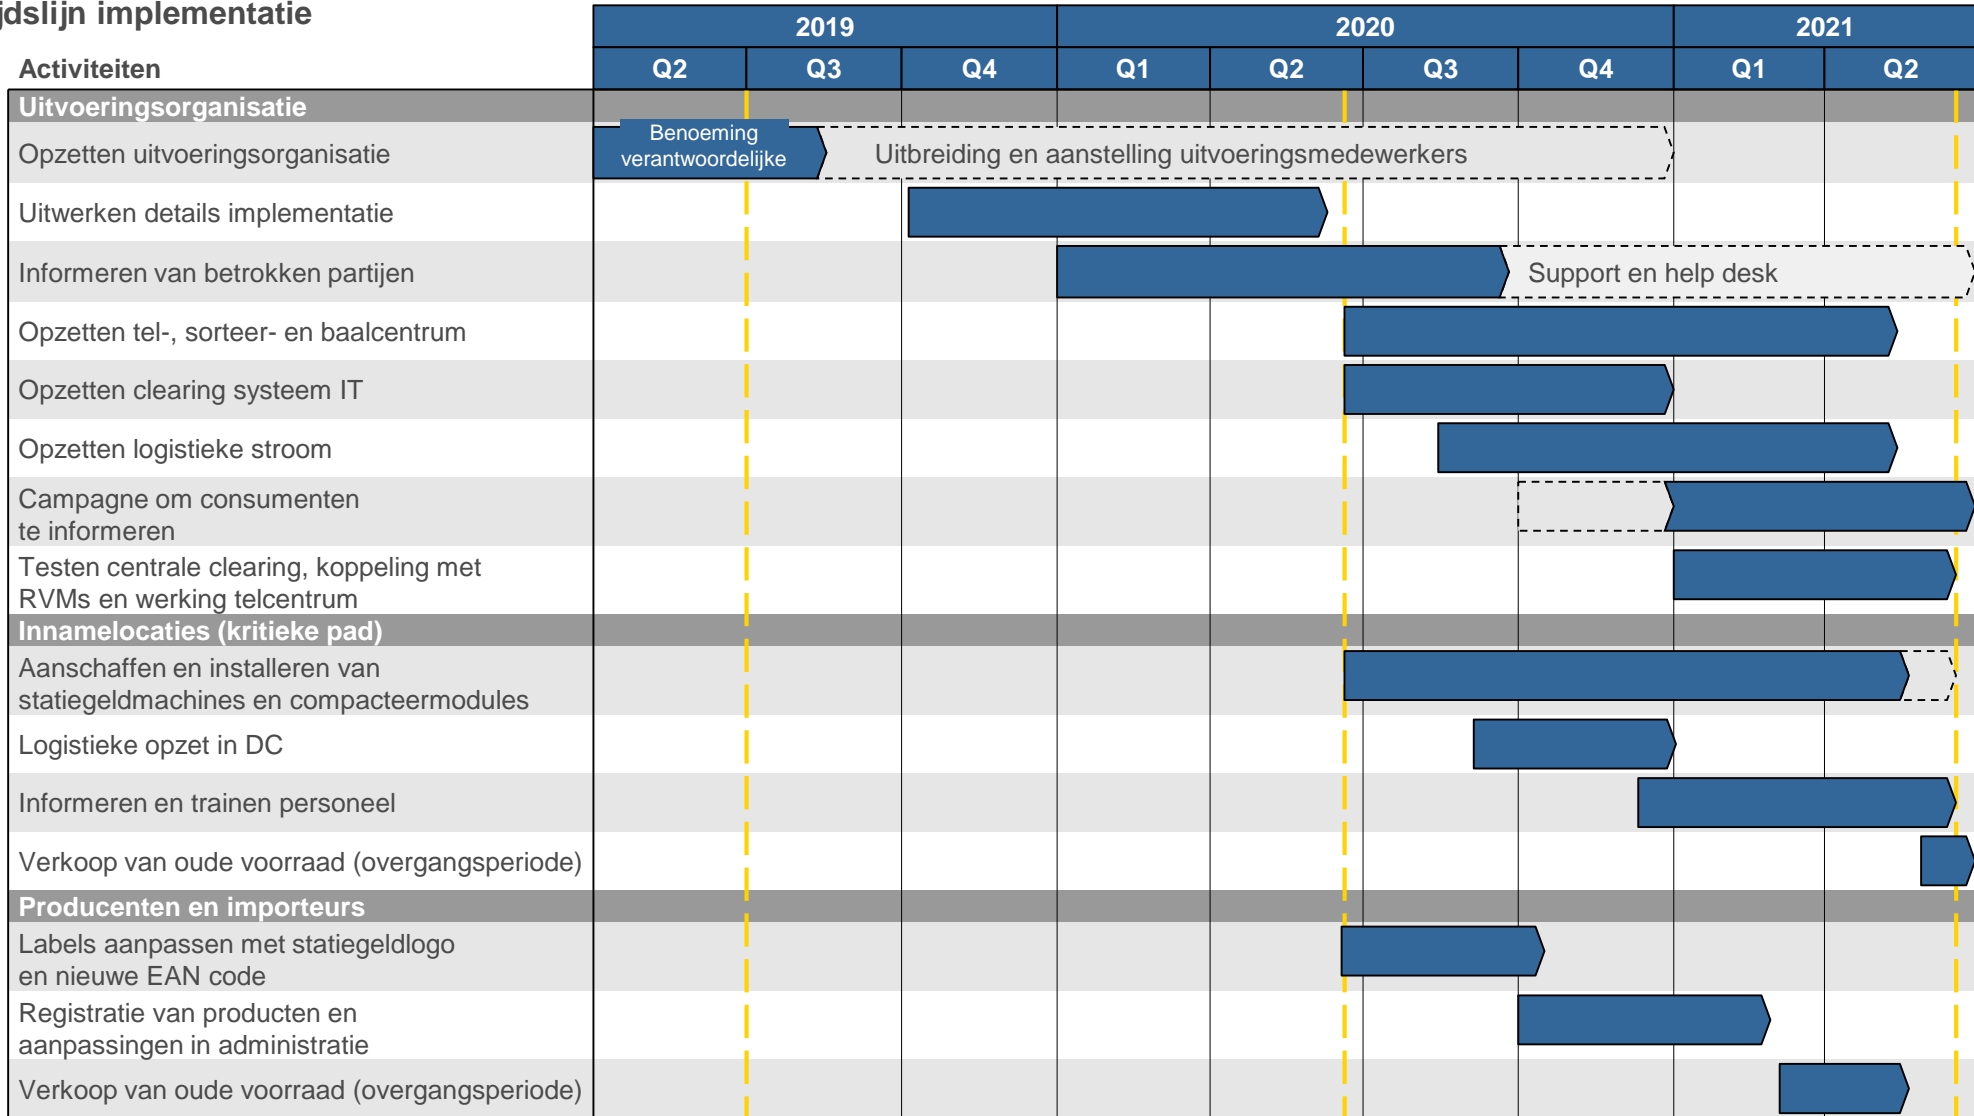 jdslijn implementatie
2019
2020
2021
Activiteiten
Q2
Q3
Q4
Q1
Q2
Q3
Q4
Q1
Q2
Uitvoeringsorganisatie
Opzetten uitvoeringsorganisatie
Benoeming
verantwoordelijke
Uitbreiding en aanstelling uitvoeringsmedewerkers
Uitwerken details implementatie
Informeren van betrokken partijen
Support en help desk
Opzetten tel-, sorteer- en baalcentrum
Opzetten clearing systeem IT
Opzetten logistieke stroom
Campagne om consumenten
te informeren
Testen centrale clearing, koppeling met
RVMs en werking telcentrum
Innamelocaties (kritieke pad)
Aanschaffen en installeren van
statiegeldmachines en compacteermodules
Logistieke opzet in DC
Informeren en trainen personeel
Verkoop van oude voorraad (overgangsperiode)
Producenten en importeurs
Labels aanpassen met statiegeldlogo
en nieuwe EAN code
Registratie van producten en
aanpassingen in administratie
Verkoop van oude voorraad (overgangsperiode)